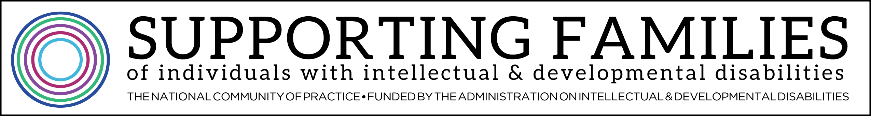 SUPPORTING FAMILIES
of individuals with intellectual & developmental disabilities
THE NATIONAL COMMUNITY OF PRACTICE•FUNDED BY THE ADMINISTRATION ON INTELLECTUAL & DEVELOPMENTAL DISABILITIES